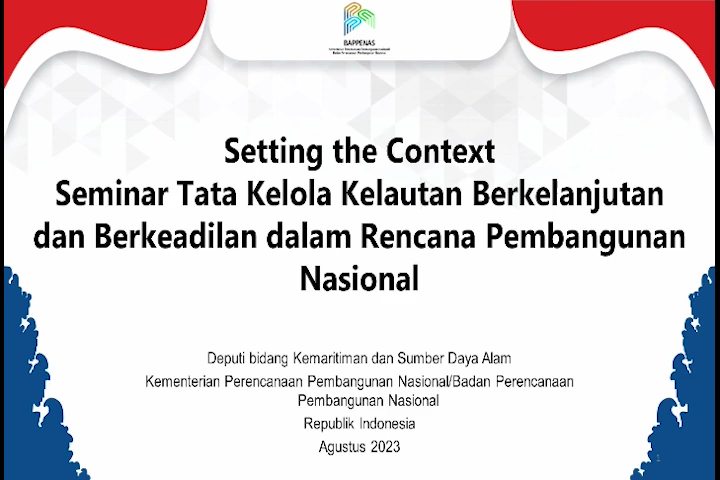 BAPPENAS
Setting the Context
Seminar Tata Kelola Kelautan Berkelanjutan
dan Berkeadilan dalam Rencana Pembangunan
Nasional
Deputi bidang Kemaritiman dan Sumber Daya Alam
Kementerian Perencanaan Pembangunan Nasional/Badan Perencanaan
Pembangunan Nasional
Republik Indonesia
Agustus 2023
1